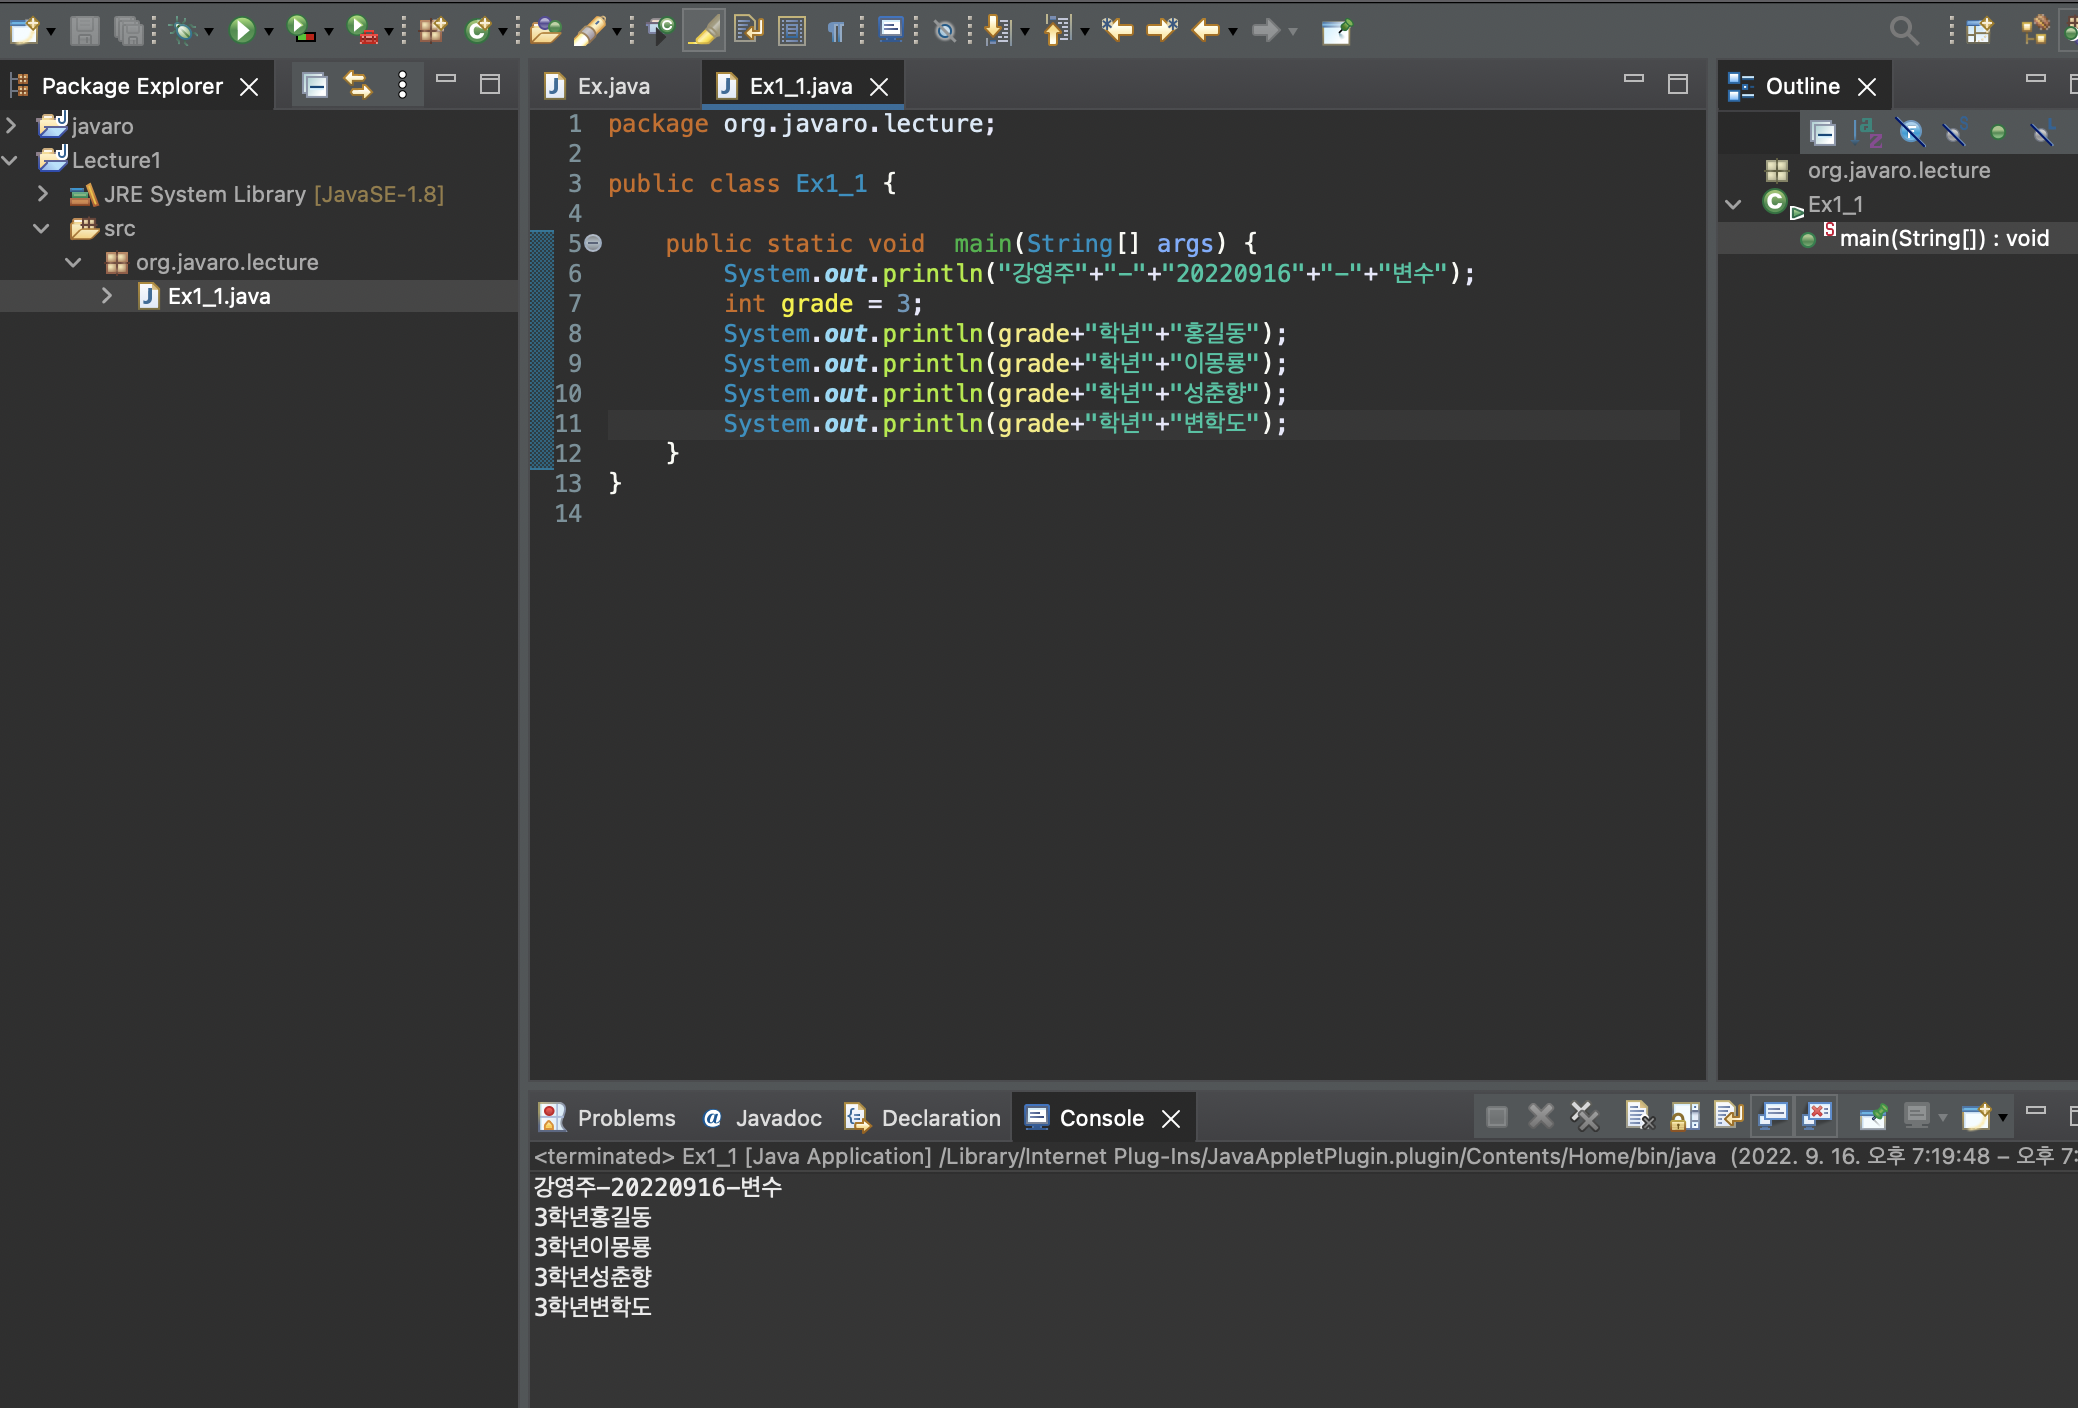 Package Explorer
javaro
Lecture1
JRE System Library [JavaSE-1.8]
src
org.javaro.lecture
Ex1_1.java
Ex.java
Ex1_1.java
1 package org.javaro.lecture;
2
3 public class Ex1_1 {
4
5 public static void  main(String[] args) {
6 System.out.println("강영주"+"-"+"20220916"+"-"+"변수");
7 int grade = 3;
8 System.out.println(grade+"학년"+"홍길동");
9 System.out.println(grade+"학년"+"이몽룡");
10 System.out.println(grade+"학년"+"성춘향");
11 System.out.println(grade+"학년"+"변학도");
12 }
13 }
14
Outline
org.javaro.lecture
Ex1_1
main(String[]) : void
Problems
@ Javadoc
Declaration
Console
<terminated> Ex1_1 [Java Application] /Library/Internet Plug-Ins/JavaAppletPlugin.plugin/Contents/Home/bin/java  (2022. 9. 16. 오후 7:19:48 – 오후 7:
강영주-20220916-변수
3학년홍길동
3학년이몽룡
3학년성춘향
3학년변학도